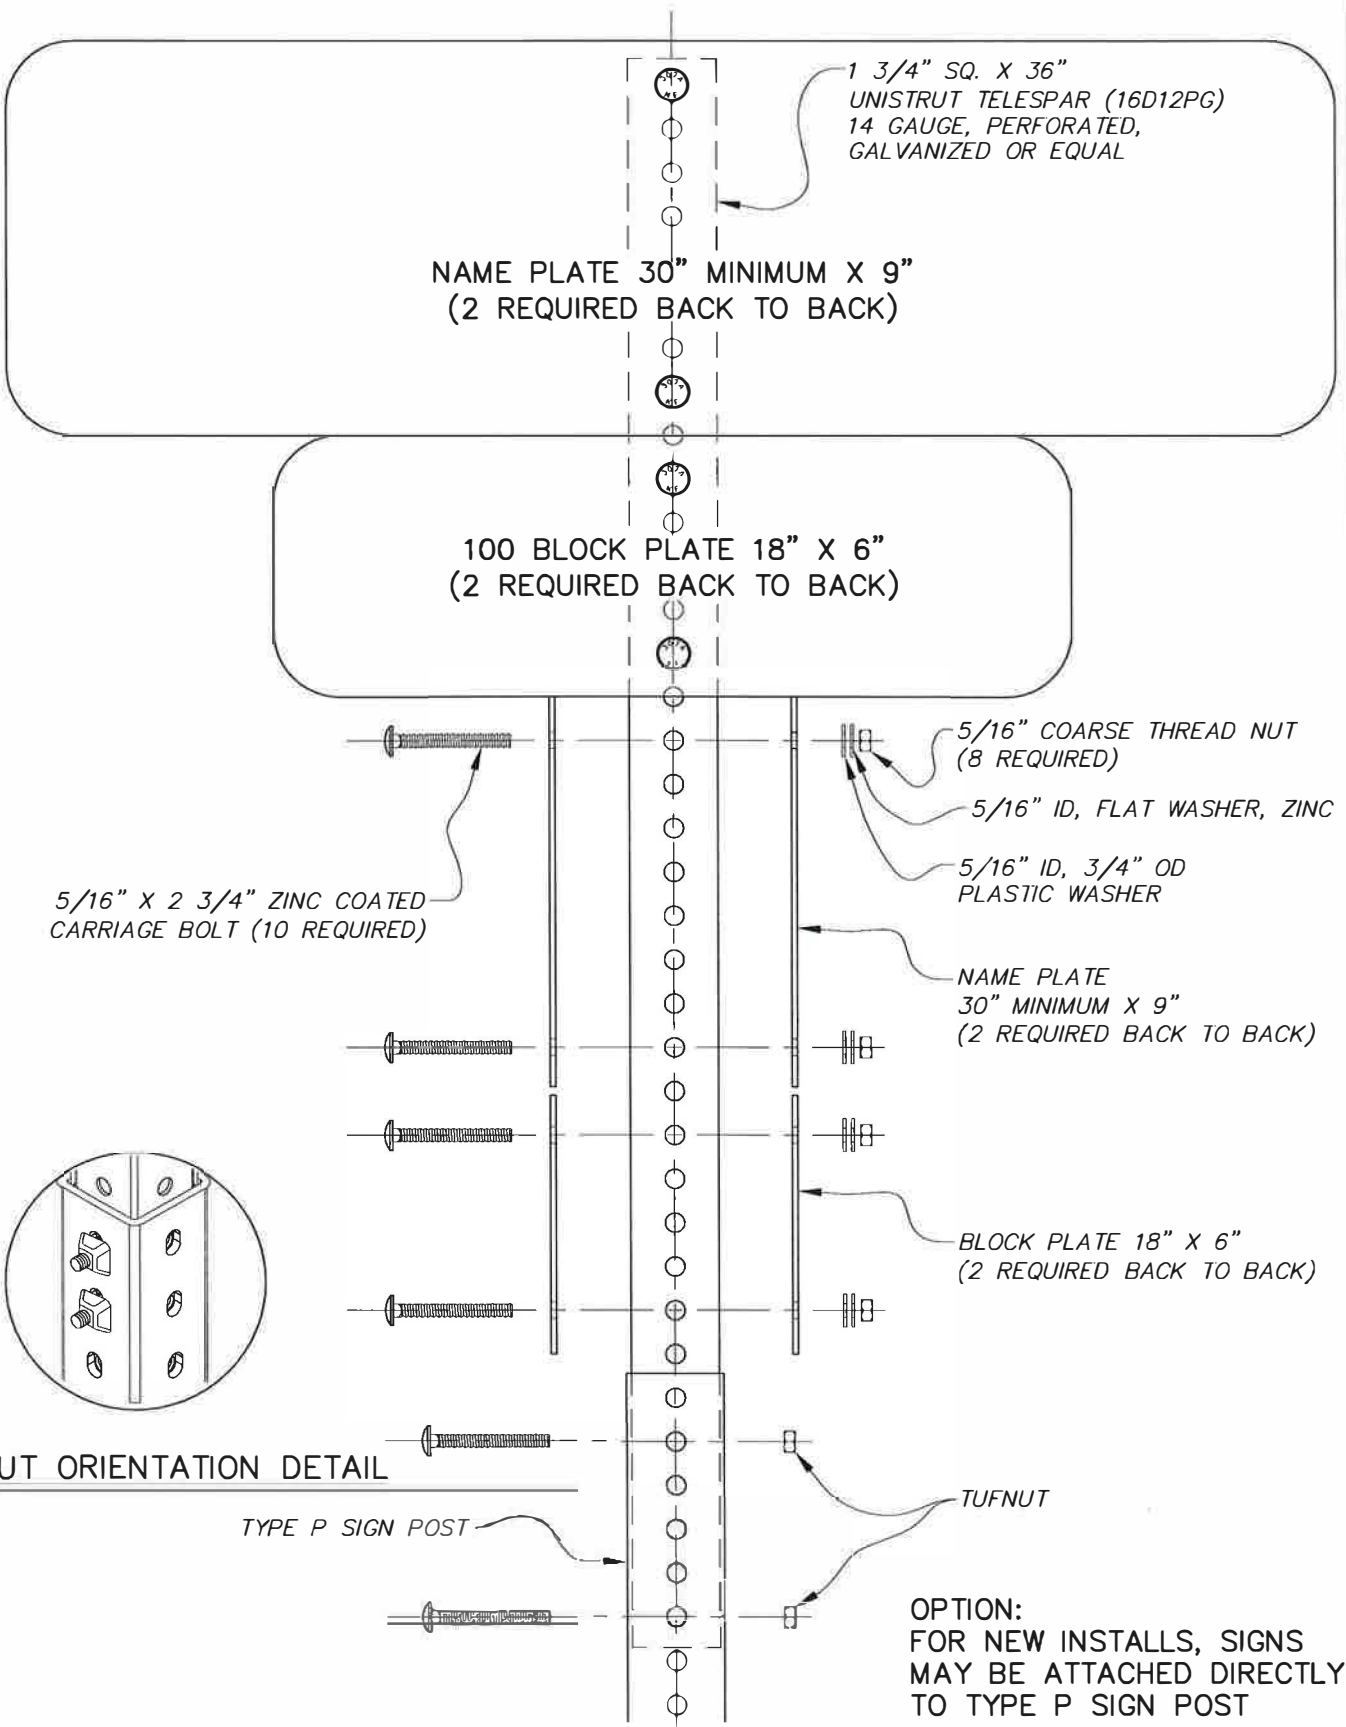 1 3/4" SQ. X 36"
UNISTRUT TELESPAR (16D12PG)
14 GAUGE, PERFORATED,
GALVANIZED OR EQUAL
NAME PLATE 30" MINIMUM X 9"
(2 REQUIRED BACK TO BACK)
100 BLOCK PLATE 18" X 6"
(2 REQUIRED BACK TO BACK)
5/16" COARSE THREAD NUT
(8 REQUIRED)
5/16" ID, FLAT WASHER, ZINC
5/16" ID, 3/4" OD
PLASTIC WASHER
5/16" X 2 3/4" ZINC COATED
CARRIAGE BOLT (10 REQUIRED)
NAME PLATE
30" MINIMUM X 9"
(2 REQUIRED BACK TO BACK)
BLOCK PLATE 18" X 6"
(2 REQUIRED BACK TO BACK)
UT ORIENTATION DETAIL
TUFNUT
TYPE P SIGN POST
OPTION:
FOR NEW INSTALLS, SIGNS
MAY BE ATTACHED DIRECTLY
TO TYPE P SIGN POST